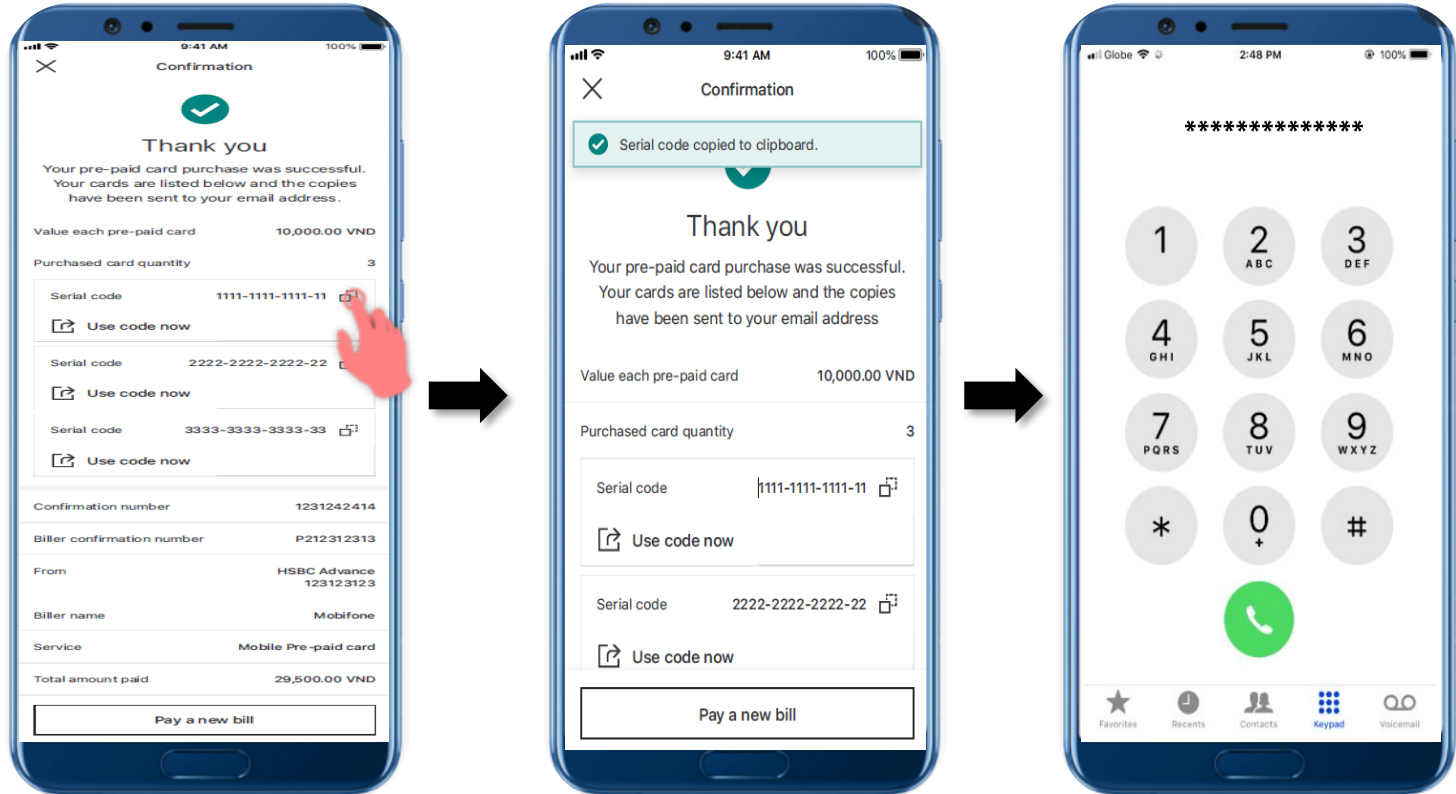 9:41 AM 100%
Confirmation
Thank you
Your pre-paid card purchase was successful.
Your cards are listed below and the copies
have been sent to your email address.
Value each pre-paid card 10,000.00 VND
Purchased card quantity 3
Serial code 1111-1111-1111-11
Use code now
Serial code 2222-2222-2222-22
Use code now
Serial code 3333-3333-3333-33
Use code now
Confirmation number 1231242414
Biller confirmation number P212312313
From HSBC Advance
123123123
Biller name Mobifone
Service Mobile Pre-paid card
Total amount paid 29,500.00 VND
Pay a new bill
9:41 AM 100%
Confirmation
Serial code copied to clipboard.
Thank you
Your pre-paid card purchase was successful.
Your cards are listed below and the copies
have been sent to your email address
Value each pre-paid card 10,000.00 VND
Purchased card quantity 3
Serial code 1111-1111-1111-11
Use code now
Serial code 2222-2222-2222-22
Use code now
Pay a new bill
Globe 2:48 PM 100%
**************
1 2 3
ABC DEF
4 5 6
GHI JKL MNO
7 8 9
PQRS TUV WXYZ
* 0 #
+
Favorites Recents Contacts Keypad Voicemail